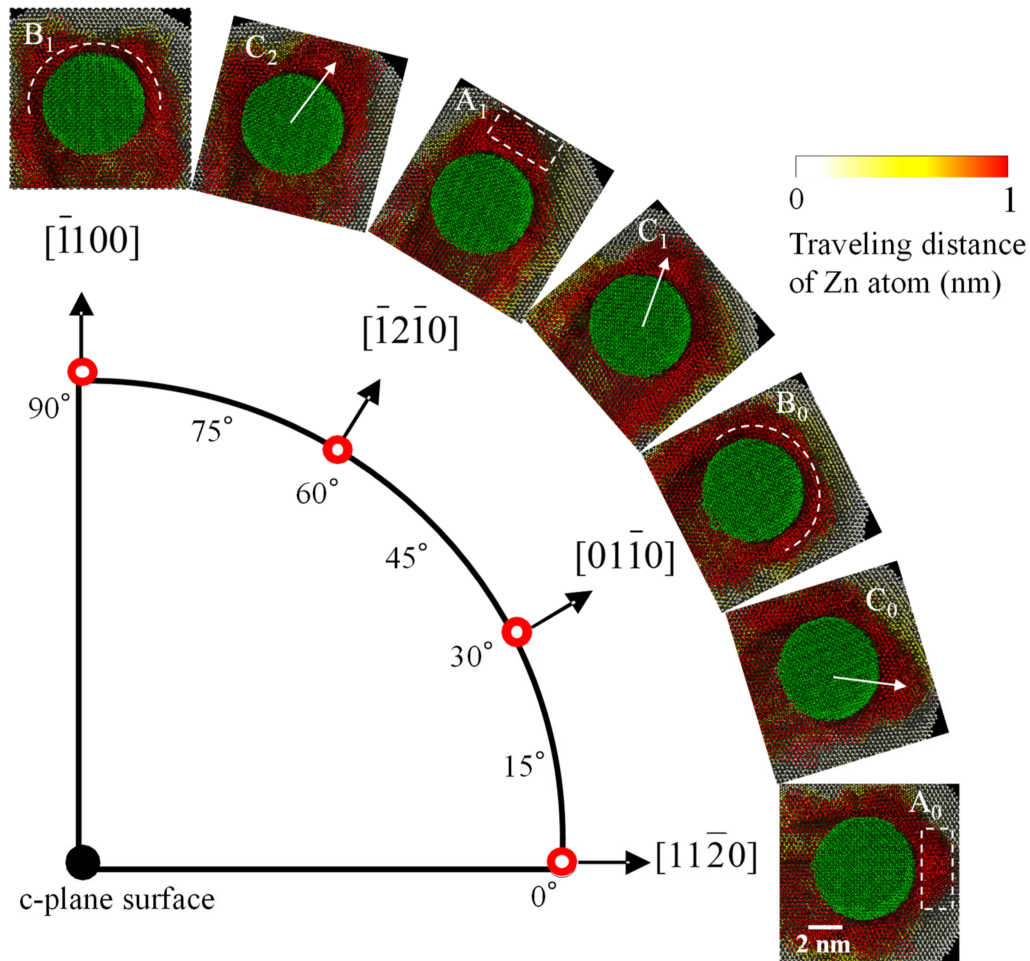 B₁
C₂
A₁
C₁
B₀
C₀
A₀
0
1
Traveling distance
of Zn atom (nm)
[1̄100]
[1̄21̄0]
[011̄0]
[112̄0]
90°
75°
60°
45°
30°
15°
0°
c-plane surface
2 nm